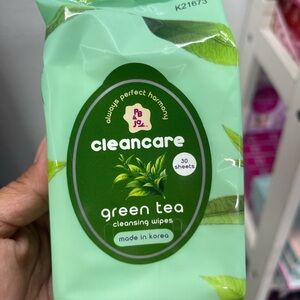 K21673
always perfect harmony
cleancare
30
sheets
green tea
cleansing wipes
made in korea